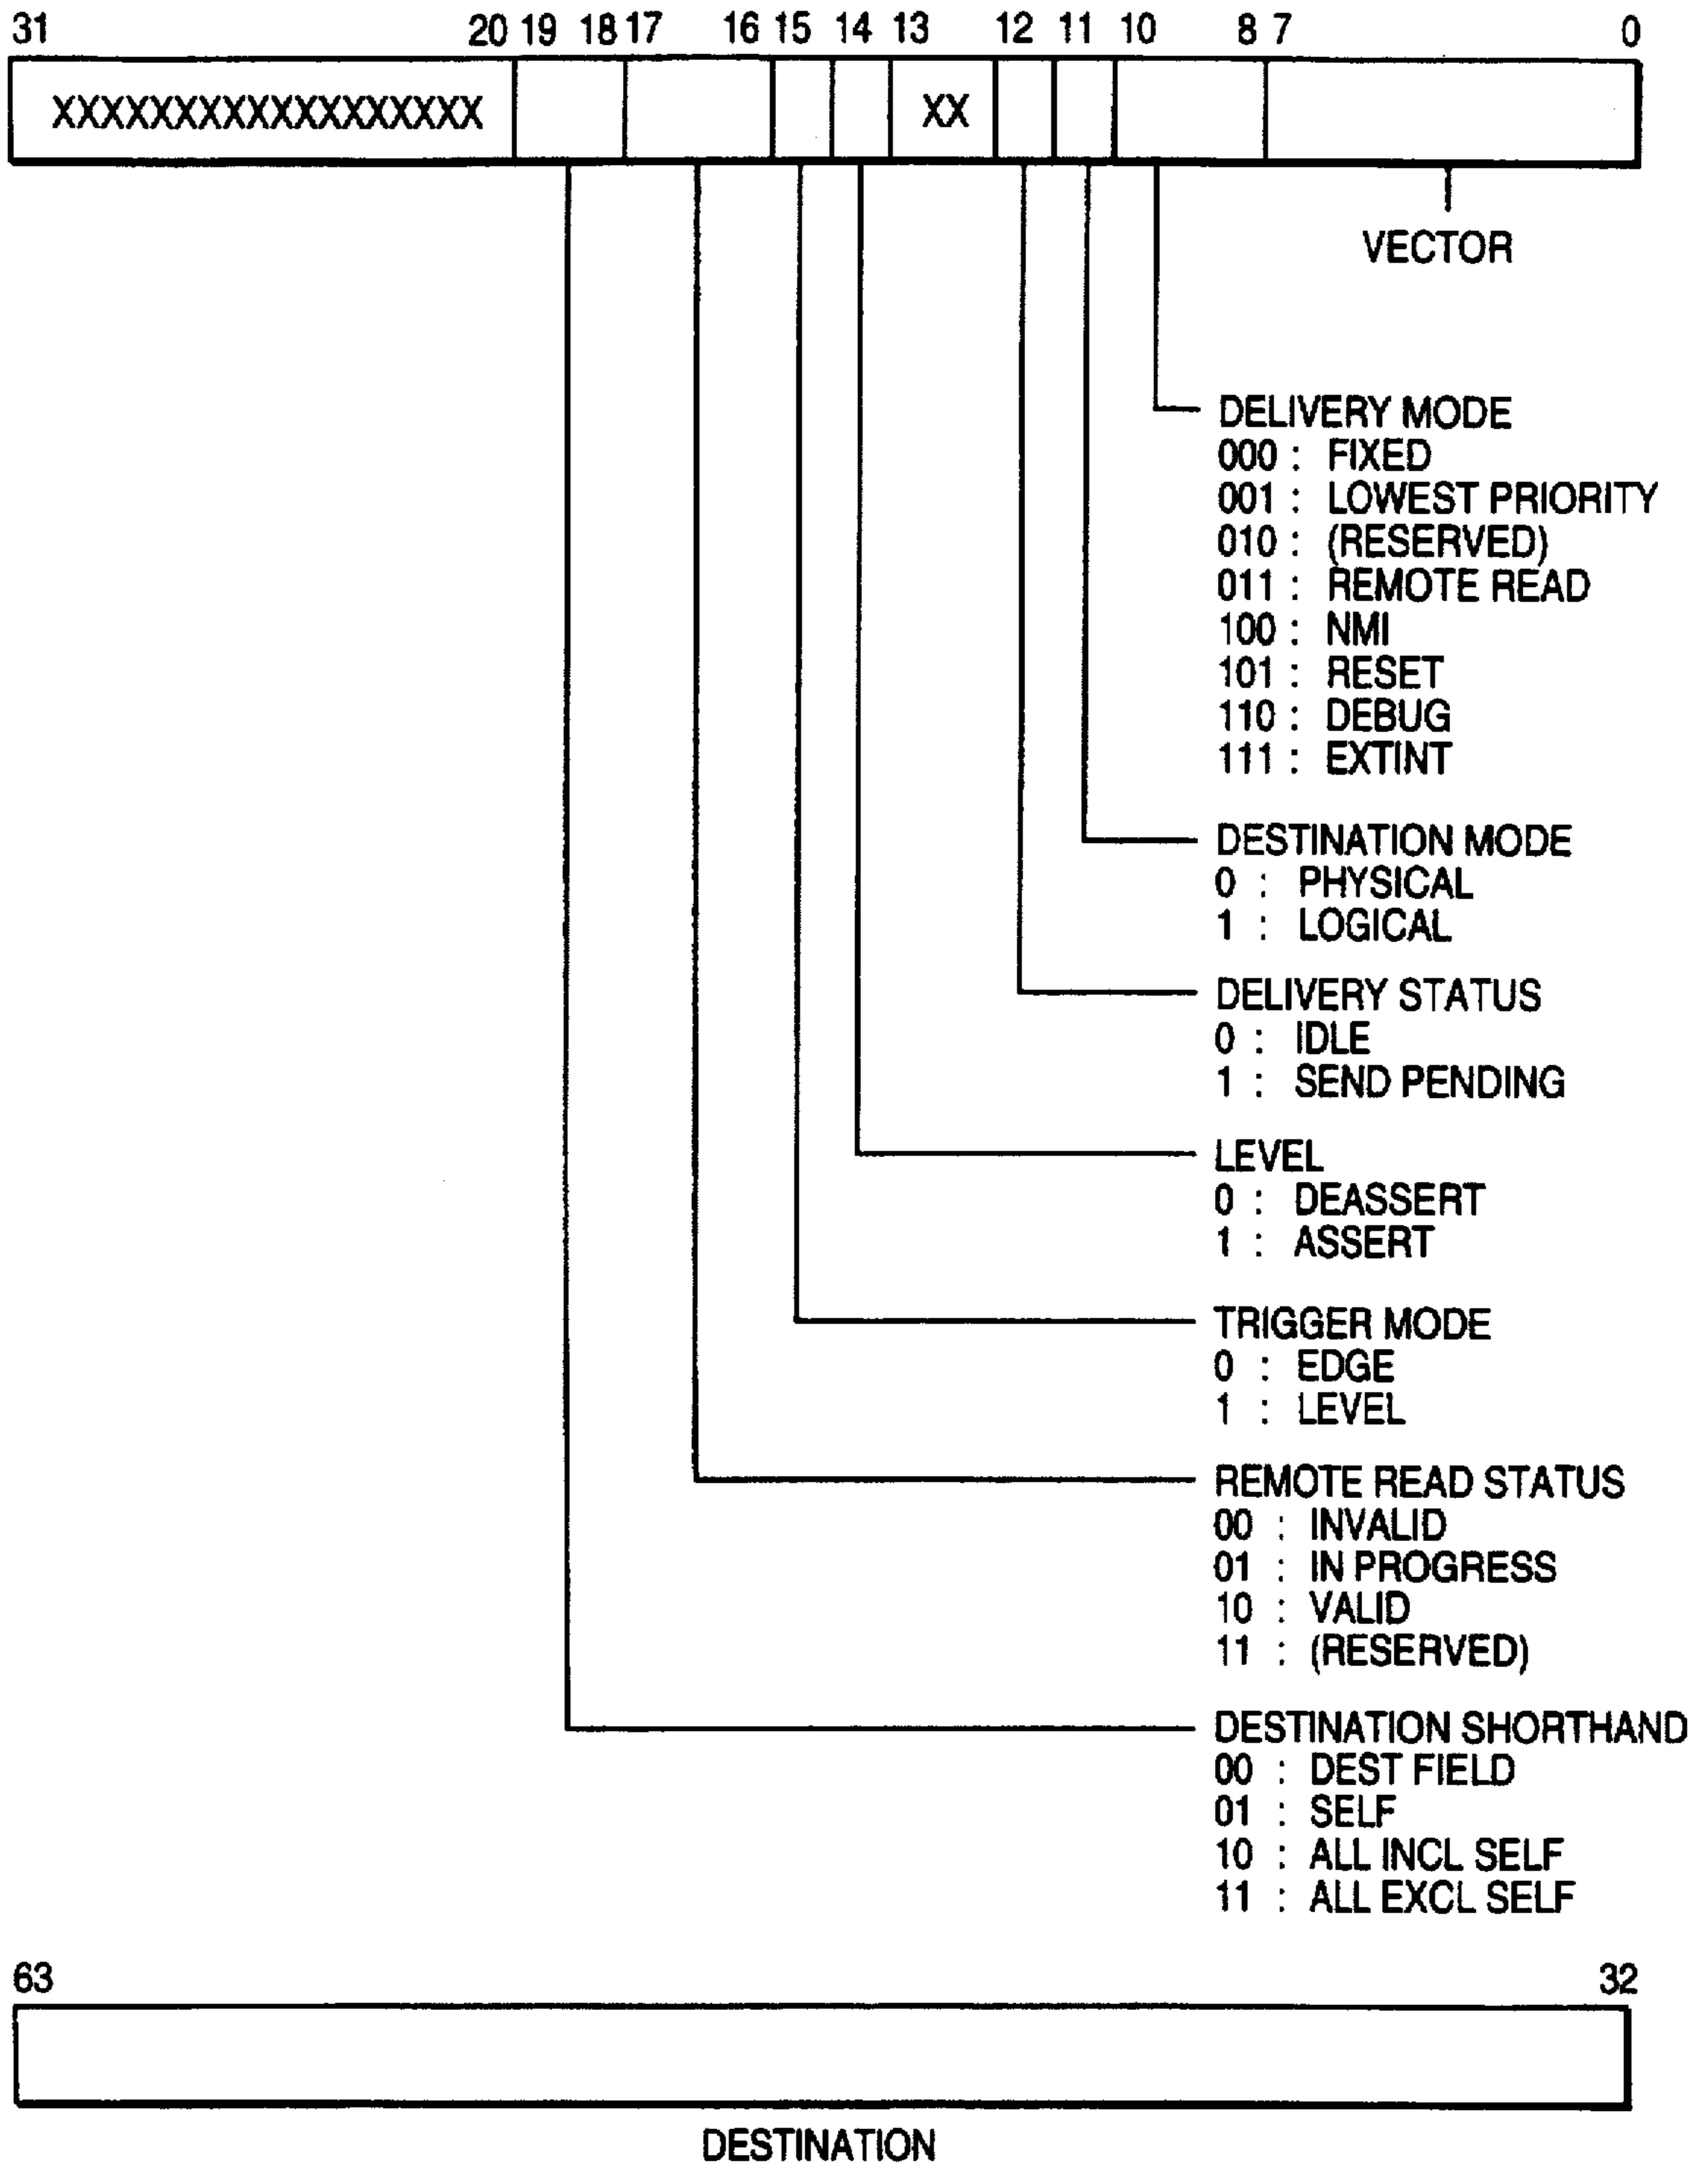 31 20 19 18 17 16 15 14 13 12 11 10 8 7 0
XXXXXXXXXXXXXXXXXX XX
VECTOR
DELIVERY MODE
000 : FIXED
001 : LOWEST PRIORITY
010 : (RESERVED)
011 : REMOTE READ
100 : NMI
101 : RESET
110 : DEBUG
111 : EXTINT
DESTINATION MODE
0 : PHYSICAL
1 : LOGICAL
DELIVERY STATUS
0 : IDLE
1 : SEND PENDING
LEVEL
0 : DEASSERT
1 : ASSERT
TRIGGER MODE
0 : EDGE
1 : LEVEL
REMOTE READ STATUS
00 : INVALID
01 : IN PROGRESS
10 : VALID
11 : (RESERVED)
DESTINATION SHORTHAND
00 : DEST FIELD
01 : SELF
10 : ALL INCL SELF
11 : ALL EXCL SELF
63 32
DESTINATION